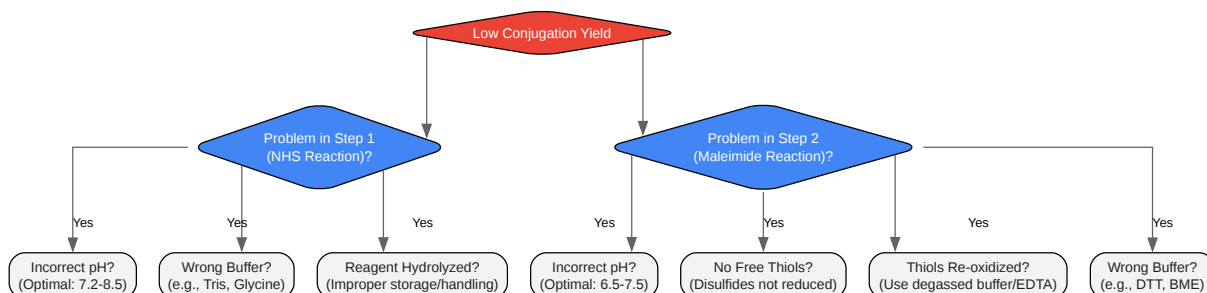 Low Conjugation Yield
Problem in Step 1
(NHS Reaction)?
Problem in Step 2
(Maleimide Reaction)?
Yes
Yes
Yes
Yes
Yes
Yes
Yes
Incorrect pH?
(Optimal: 7.2-8.5)
Wrong Buffer?
(e.g., Tris, Glycine)
Reagent Hydrolyzed?
(Improper storage/handling)
Incorrect pH?
(Optimal: 6.5-7.5)
No Free Thiols?
(Disulfides not reduced)
Thiols Re-oxidized?
(Use degassed buffer/EDTA)
Wrong Buffer?
(e.g., DTT, BME)